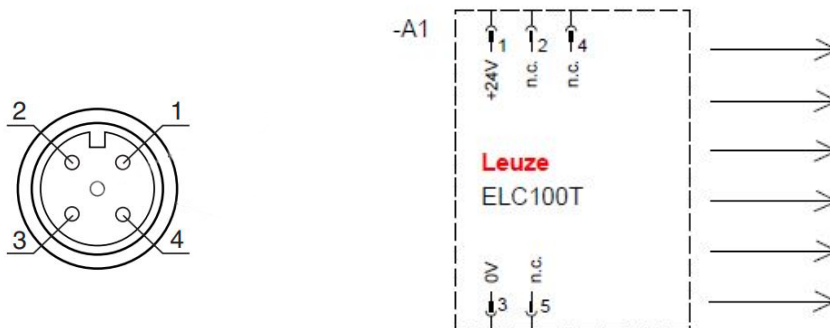 2 1
3 4
-A1
1 2 4
+24V n.c. n.c.
Leuze
ELC100T
0V n.c.
3 5